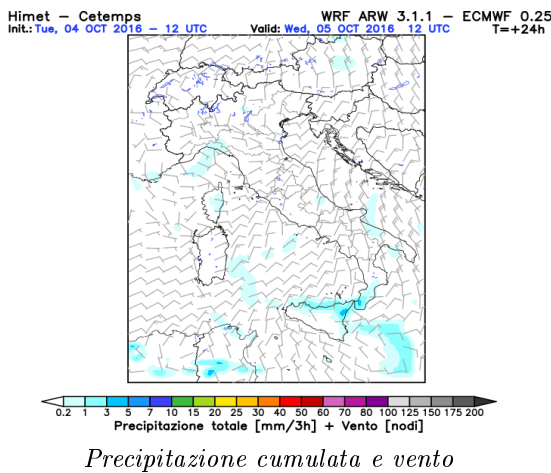 Himet – Cetemps WRF ARW 3.1.1 – ECMWF 0.25
Init.: Tue, 04 OCT 2016 – 12 UTC Valid: Wed, 05 OCT 2016 12 UTC T=+24h
0.2 1 3 5 7 10 15 20 25 30 40 50 60 70 80 100 125 150 175 200
Precipitazione totale [mm/3h] + Vento [nodi]
Precipitazione cumulata e vento